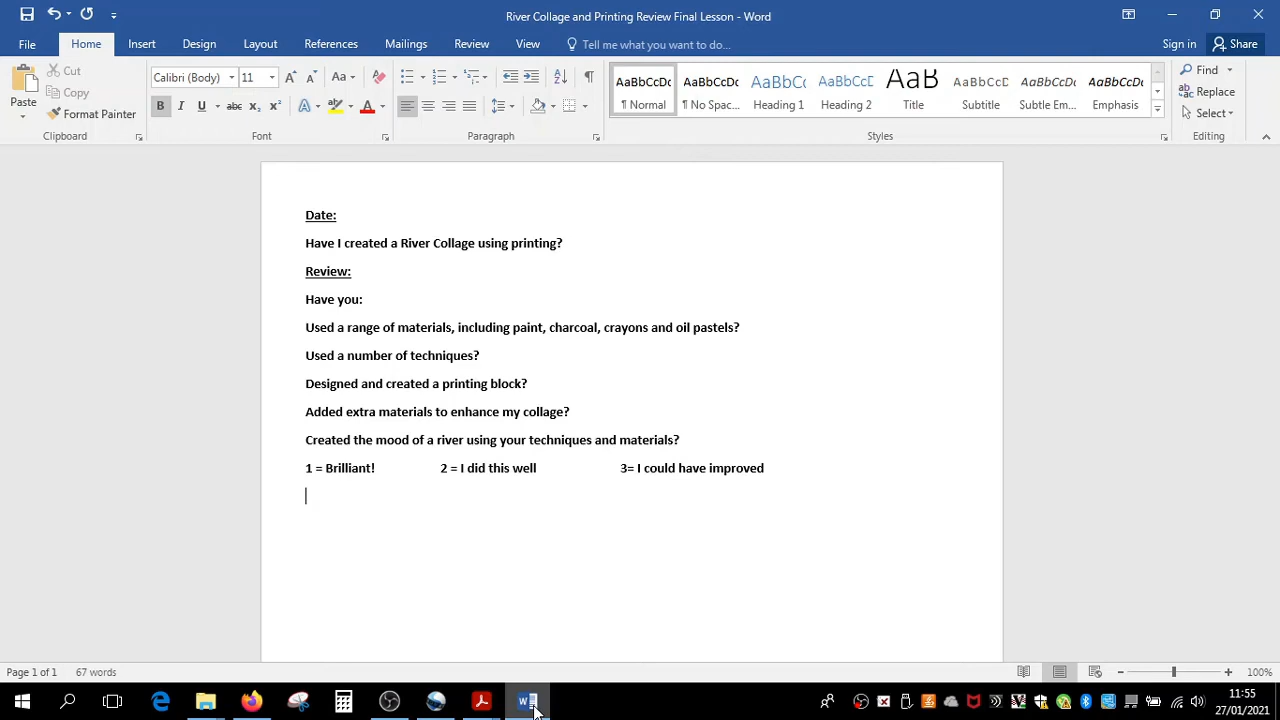 River Collage and Printing Review Final Lesson - Word
File Home Insert Design Layout References Mailings Review View Tell me what you want to do... Sign in Share
Paste
Cut
Copy
Format Painter
Clipboard
Calibri (Body) 11
Font
Paragraph
AaBbCcDc ¶ Normal
AaBbCcDc ¶ No Spac...
AaBbCc Heading 1
AaBbCcD Heading 2
AaB Title
AaBbCcD Subtitle
AaBbCcDc Subtle Em...
AaBbCcDc Emphasis
Styles
Find
Replace
Select
Editing
Date:
Have I created a River Collage using printing?
Review:
Have you:
Used a range of materials, including paint, charcoal, crayons and oil pastels?
Used a number of techniques?
Designed and created a printing block?
Added extra materials to enhance my collage?
Created the mood of a river using your techniques and materials?
1 = Brilliant! 2 = I did this well 3= I could have improved
Page 1 of 1 67 words 100%
11:55
27/01/2021